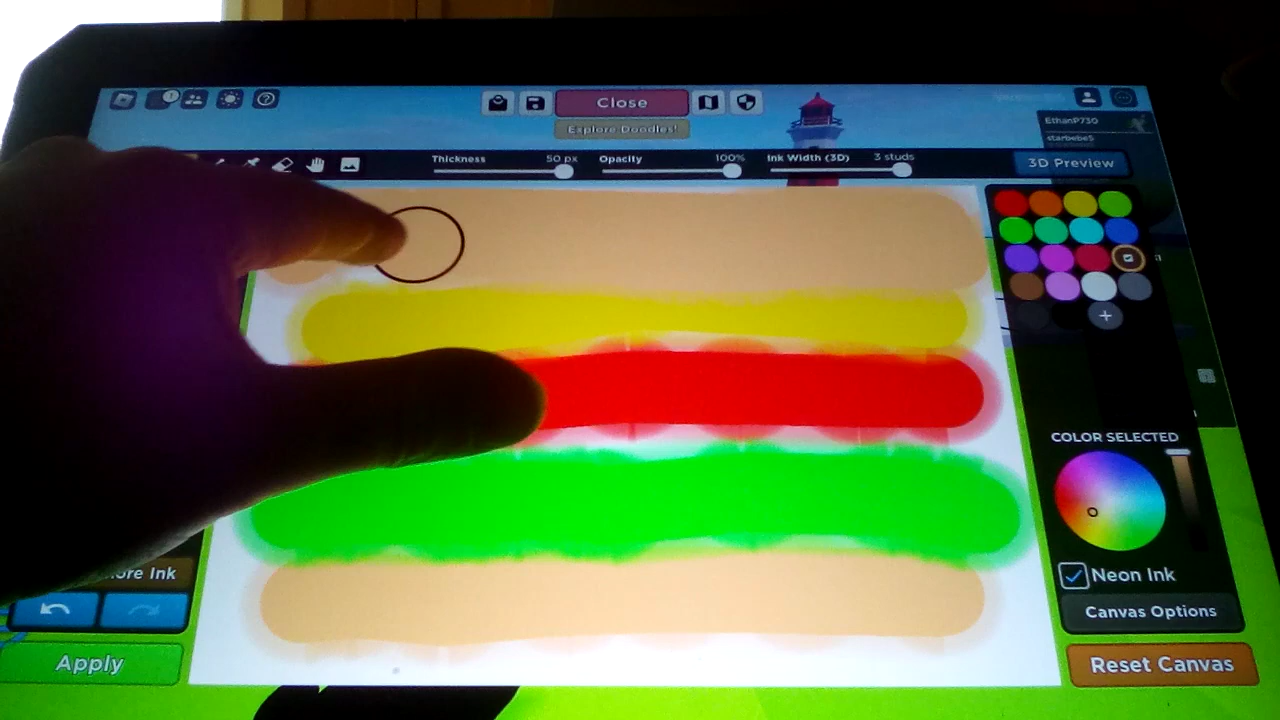 Close
Explore Doodles!
EthanP730
starbebe5
Thickness 50 px Opacity 100% Ink Width (3D) 3 studs 3D Preview
COLOR SELECTED
Neon Ink
Ink
Canvas Options
Apply
Reset Canvas